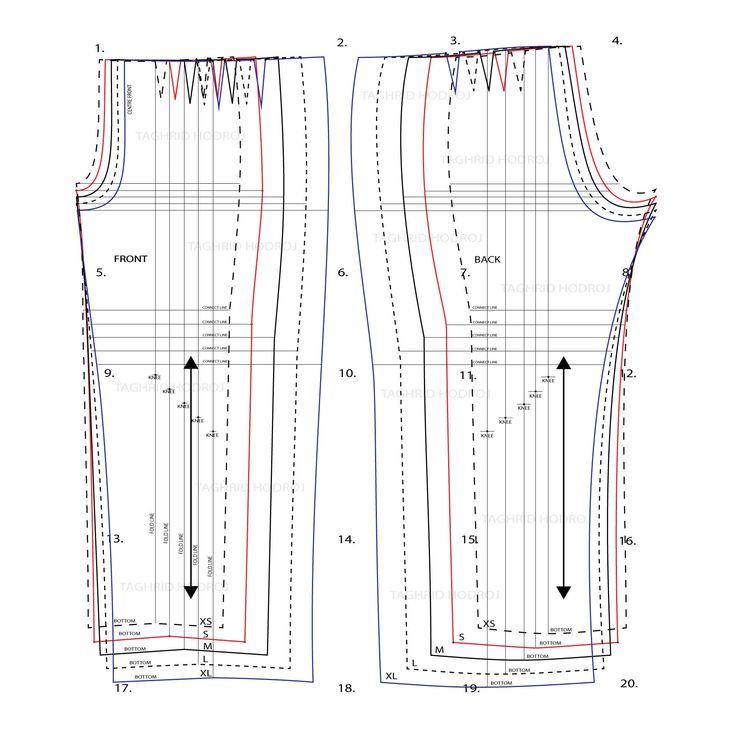 1.
2.
3.
4.
CENTRE FRONT
TAGHRID HODROJ
TAGHRID HODROJ
TAGHRID HODROJ
TAGHRID HODROJ
TAGHRID HODROJ
FRONT
BACK
5.
6.
7.
8.
TAGHRID HODROJ
CONNECT LINE
CONNECT LINE
CONNECT LINE
CONNECT LINE
CONNECT LINE
CONNECT LINE
CONNECT LINE
CONNECT LINE
CONNECT LINE
CONNECT LINE
9.
10.
11.
12.
KNEE
KNEE
KNEE
KNEE
KNEE
KNEE
KNEE
KNEE
KNEE
KNEE
TAGHRID HODROJ
TAGHRID HODROJ
TAGHRID HODROJ
TAGHRID HODROJ
FOLD LINE
FOLD LINE
FOLD LINE
FOLD LINE
FOLD LINE
13.
14.
15.
16.
TAGHRID HODROJ
TAGHRID HODROJ
BOTTOM XS
BOTTOM S
BOTTOM M
BOTTOM L
BOTTOM XL
XS BOTTOM
S BOTTOM
M BOTTOM
L BOTTOM
XL BOTTOM
17.
18.
19.
20.